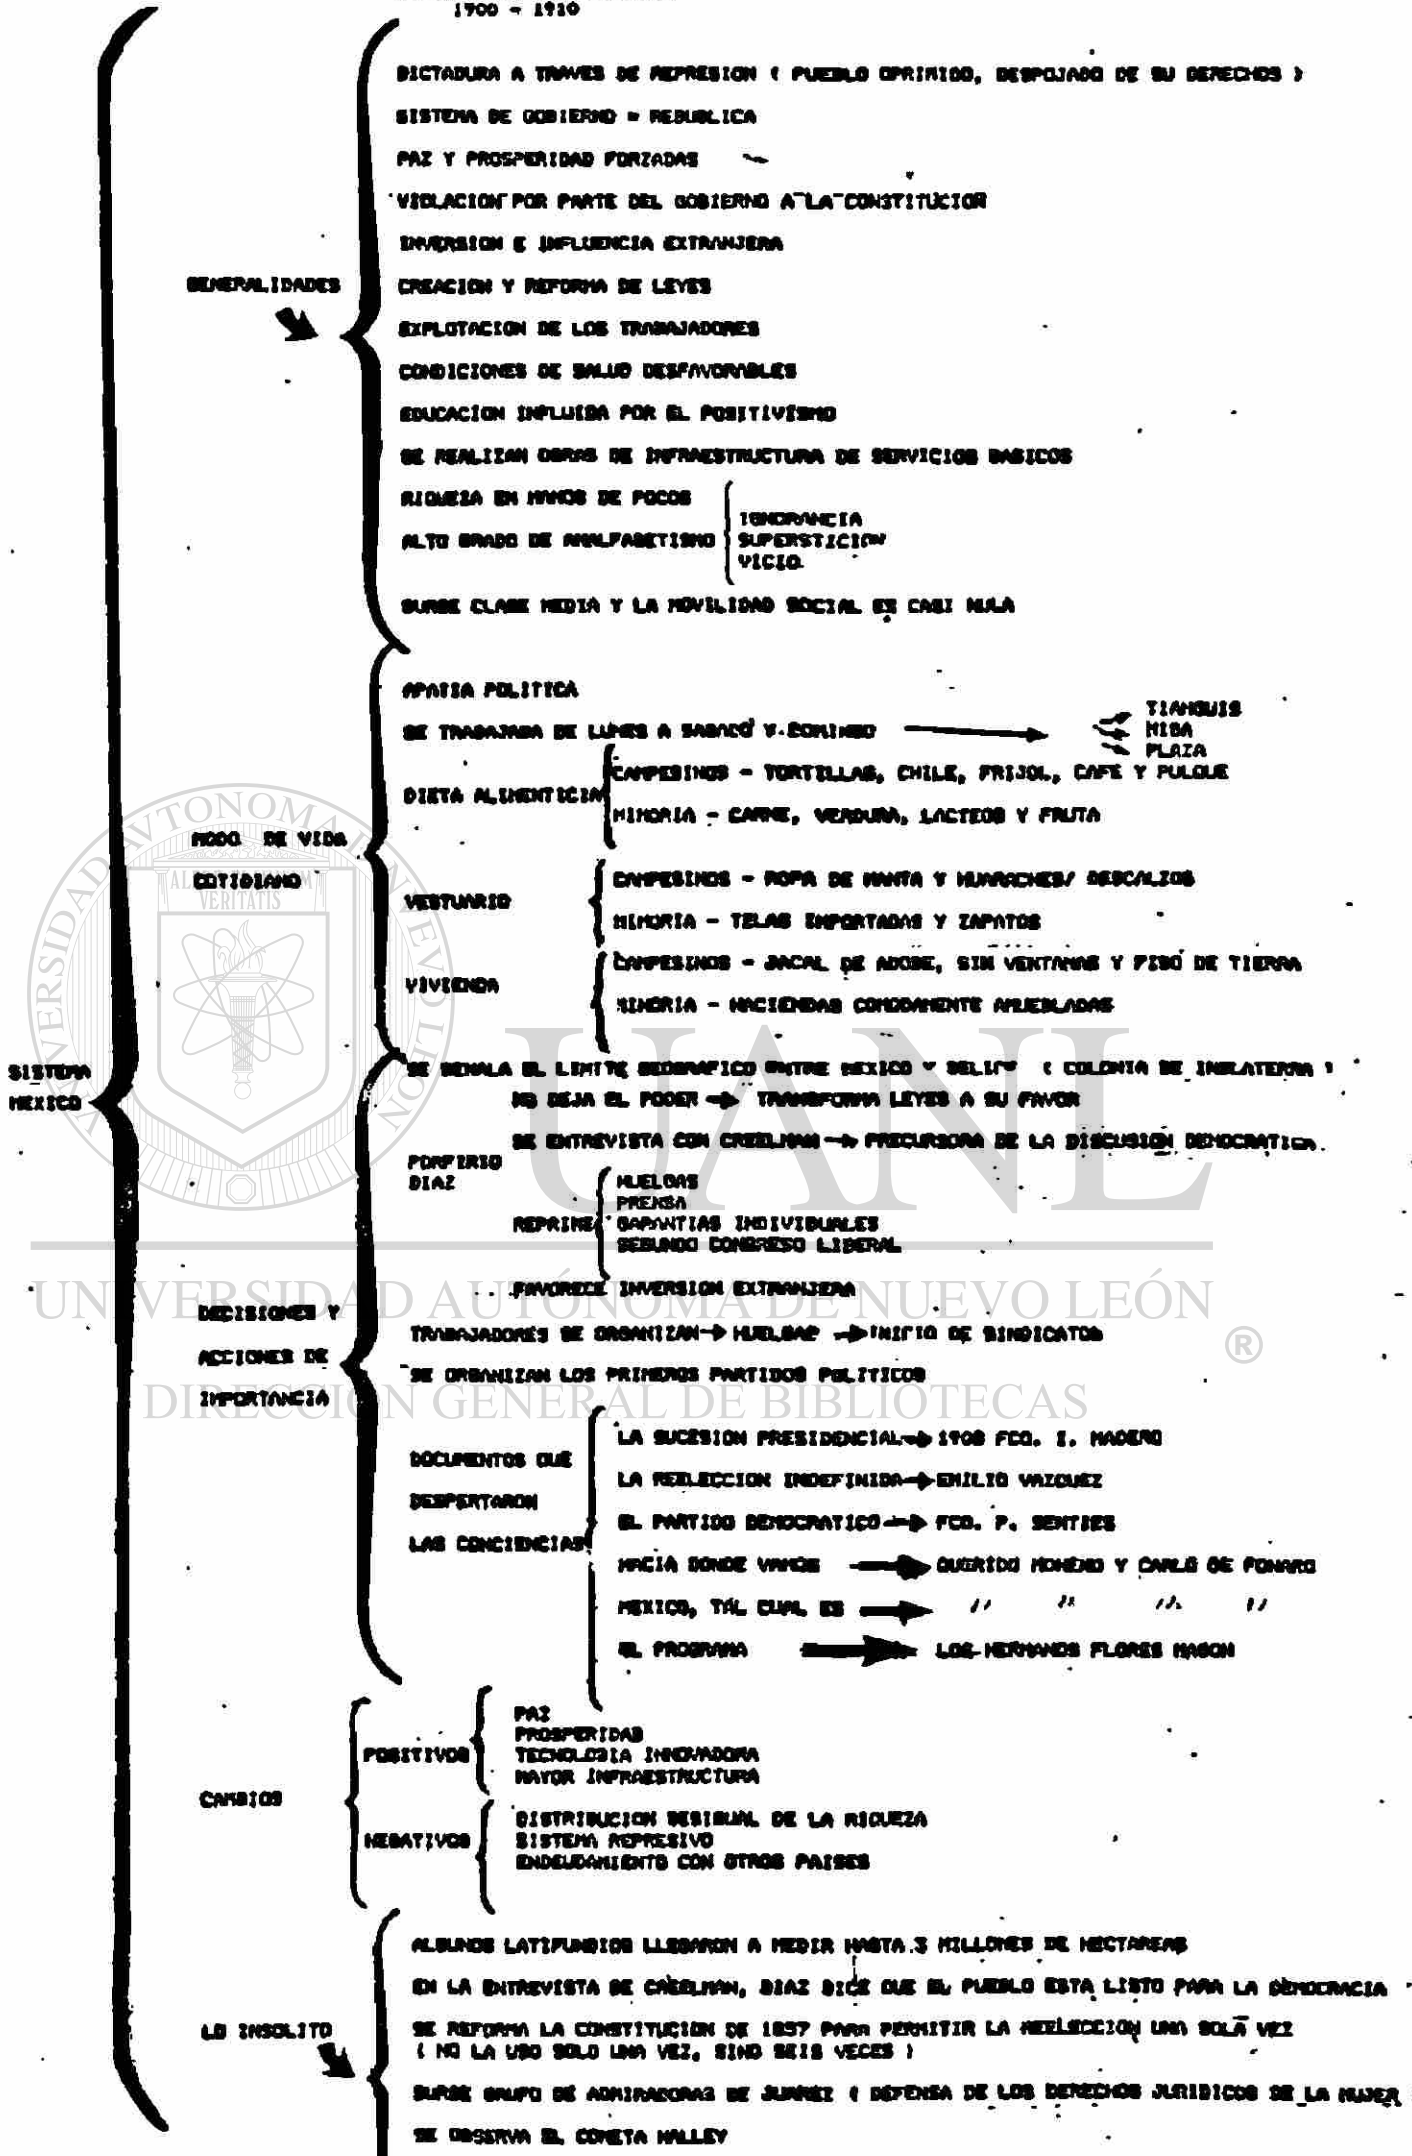 1900 - 1910
DICTADURA A TRAVES DE REPRESION ( PUEBLO OPRIMIDO, DESPOJADO DE SU DERECHOS )
SISTEMA DE GOBIERNO = REPUBLICA
PAZ Y PROSPERIDAD FORZADAS
VIOLACION POR PARTE DEL GOBIERNO A LA CONSTITUCION
INVERSION E INFLUENCIA EXTRANJERA
GENERALIDADES
CREACION Y REFORMA DE LEYES
EXPLOTACION DE LOS TRABAJADORES
CONDICIONES DE SALUD DESFAVORABLES
EDUCACION INFLUIDA POR EL POSITIVISMO
SE REALIZAN OBRAS DE INFRAESTRUCTURA DE SERVICIOS BASICOS
RIQUEZA EN MANOS DE POCOS
ALTO GRADO DE ANALFABETISMO
IGNORANCIA
SUPERSTICION
VICIO
SURGE CLASE MEDIA Y LA MOVILIDAD SOCIAL ES CASI NULA
MODO DE VIDA
COTIDIANO
APATIA POLITICA
SE TRABAJABA DE LUNES A SABADO Y DOMINGO
TIANGUIS
MISA
PLAZA
DIETA ALIMENTICIA
CAMPESINOS - TORTILLAS, CHILE, FRIJOL, CAFE Y PULQUE
MINORIA - CARNE, VERDURA, LACTEOS Y FRUTA
VESTUARIO
CAMPESINOS - ROPA DE MANTA Y HUARACHES/ DESCALZOS
MINORIA - TELAS IMPORTADAS Y ZAPATOS
VIVIENDA
CAMPESINOS - JACAL DE ADOBE, SIN VENTANAS Y PISO DE TIERRA
MINORIA - HACIENDAS COMODAMENTE AMUEBLADAS
SISTEMA
MEXICO
SE SEÑALA EL LIMITE GEOGRAFICO ENTRE MEXICO Y BELICE ( COLONIA DE INGLATERRA )
NO DEJA EL PODER TRANSFORMA LEYES A SU FAVOR
SE ENTREVISTA CON CREELMAN PRECURSORA DE LA DISCUSION DEMOCRATICA.
PORFIRIO
DIAZ
REPRIME
HUELGAS
PRENSA
GARANTIAS INDIVIDUALES
SEGUNDO CONGRESO LIBERAL
FAVORECE INVERSION EXTRANJERA
DECISIONES Y
ACCIONES DE
IMPORTANCIA
TRABAJADORES SE ORGANIZAN HUELGAS INICIO DE SINDICATOS
SE ORGANIZAN LOS PRIMEROS PARTIDOS POLITICOS
DOCUMENTOS QUE
DESPERTARON
LAS CONCIENCIAS
LA SUCESION PRESIDENCIAL 1908 FCO. I. MADERO
LA REELECCION INDEFINIDA EMILIO VAZQUEZ
EL PARTIDO DEMOCRATICO FCO. P. SENTIES
HACIA DONDE VAMOS QUERIDO MOHENO Y CARLO DE FONARO
MEXICO, TAL CUAL ES '' '' '' ''
EL PROGRAMA LOS HERMANOS FLORES MAGON
CAMBIOS
POSITIVOS
PAZ
PROSPERIDAD
TECNOLOGIA INNOVADORA
MAYOR INFRAESTRUCTURA
NEGATIVOS
DISTRIBUCION DESIGUAL DE LA RIQUEZA
SISTEMA REPRESIVO
ENDEUDAMIENTO CON OTROS PAISES
LO INSOLITO
ALGUNOS LATIFUNDIOS LLEGARON A MEDIR HASTA 3 MILLONES DE HECTAREAS
EN LA ENTREVISTA DE CREELMAN, DIAZ DICE QUE EL PUEBLO ESTA LISTO PARA LA DEMOCRACIA
SE REFORMA LA CONSTITUCION DE 1857 PARA PERMITIR LA REELECCION UNA SOLA VEZ
( NO LA USO SOLO UNA VEZ, SINO SEIS VECES )
SURGE GRUPO DE ADMIRADORAS DE JUAREZ ( DEFENSA DE LOS DERECHOS JURIDICOS DE LA MUJER
SE OBSERVA EL COMETA HALLEY
UNIVERSIDAD AUTONOMA DE NUEVO LEON
ALERE FLAMMAM
VERITATIS
UANL
UNIVERSIDAD AUTÓNOMA DE NUEVO LEÓN
®
DIRECCIÓN GENERAL DE BIBLIOTECAS